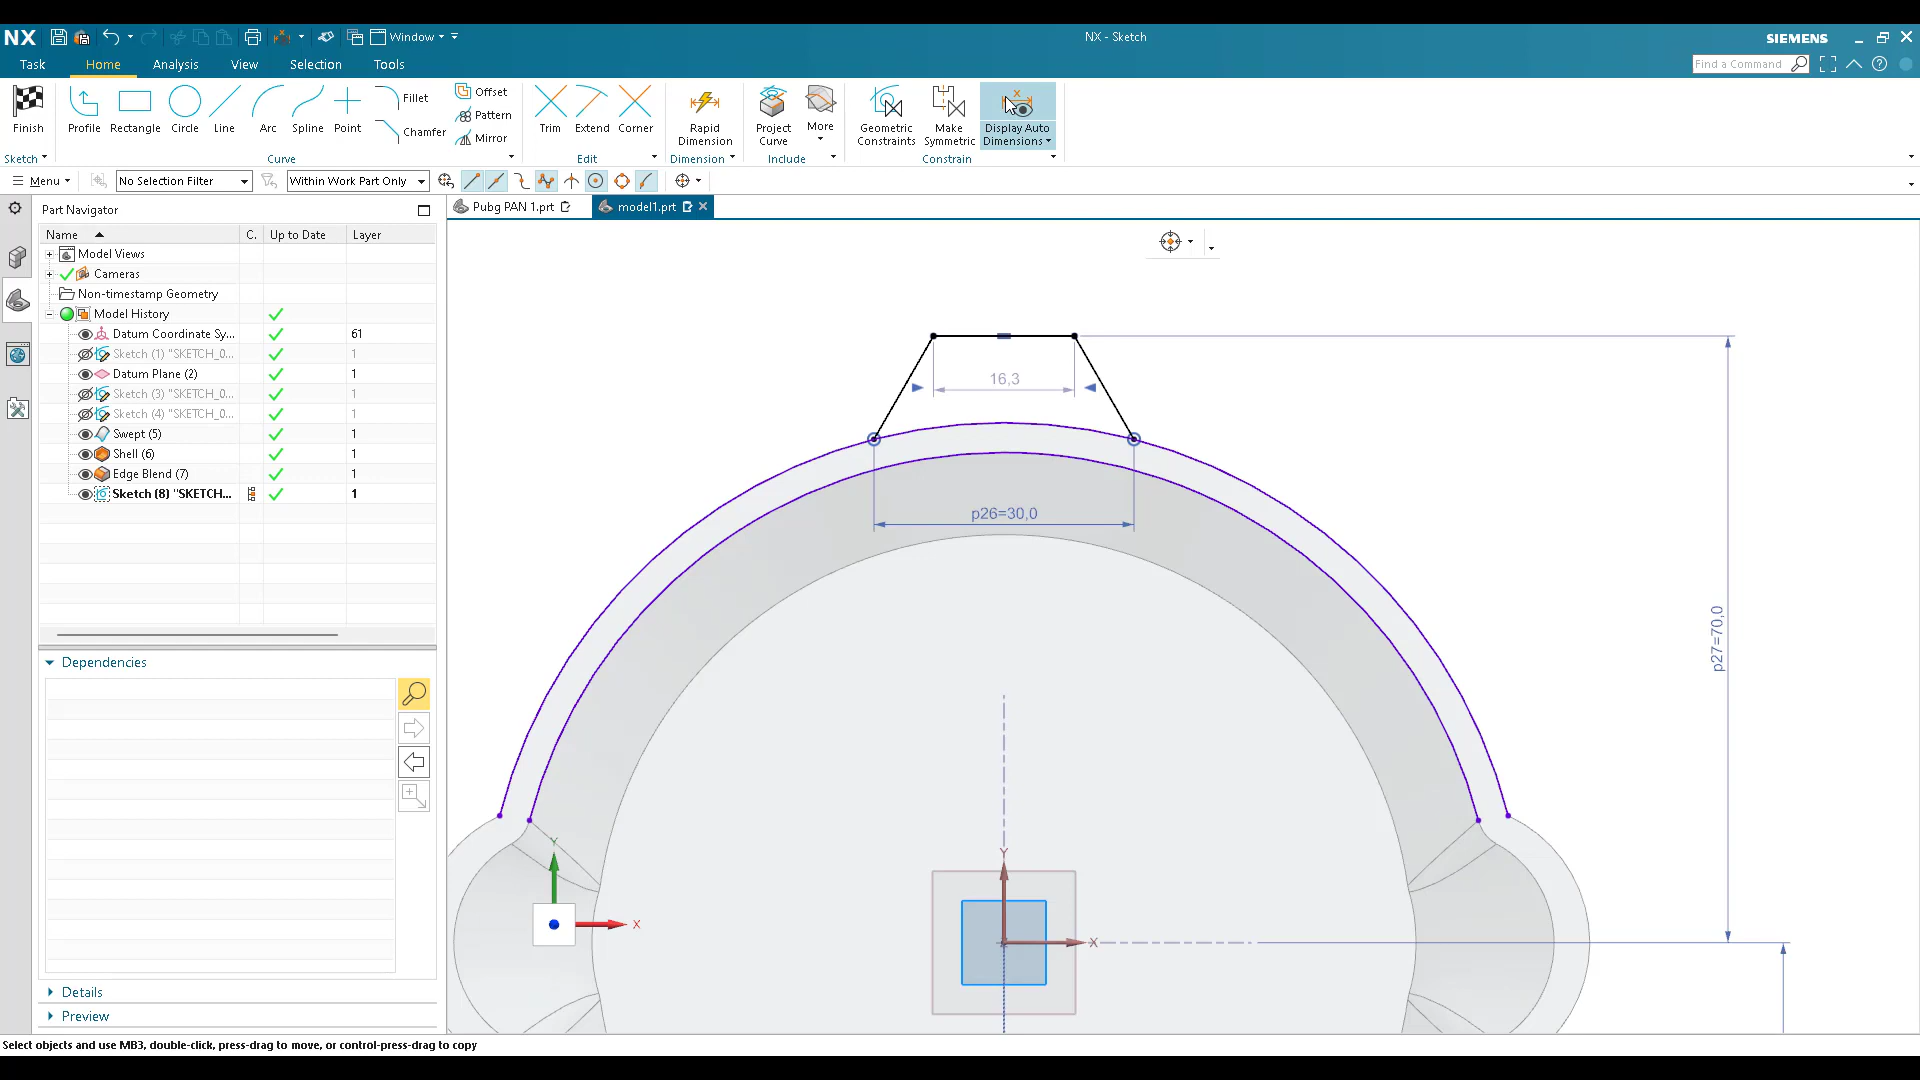 NX
Window
NX - Sketch
SIEMENS
Task
Home
Analysis
View
Selection
Tools
Find a Command
Finish
Profile
Rectangle
Circle
Line
Arc
Spline
Point
Fillet
Chamfer
Offset
Pattern
Mirror
Trim
Extend
Corner
Rapid
Dimension
Project
Curve
More
Geometric
Constraints
Make
Symmetric
Display Auto
Dimensions
Sketch
Curve
Edit
Dimension
Include
Constrain
Menu
No Selection Filter
Within Work Part Only
Part Navigator
Pubg PAN 1.prt
model1.prt
Name
C.
Up to Date
Layer
Model Views
Cameras
Non-timestamp Geometry
Model History
Datum Coordinate Sy...
61
Sketch (1) "SKETCH_0...
1
Datum Plane (2)
1
Sketch (3) "SKETCH_0...
1
Sketch (4) "SKETCH_0...
1
Swept (5)
1
Shell (6)
1
Edge Blend (7)
1
Sketch (8) "SKETCH...
1
16,3
p26=30,0
p27=70,0
Dependencies
Y
X
Y
X
Details
Preview
Select objects and use MB3, double-click, press-drag to move, or control-press-drag to copy